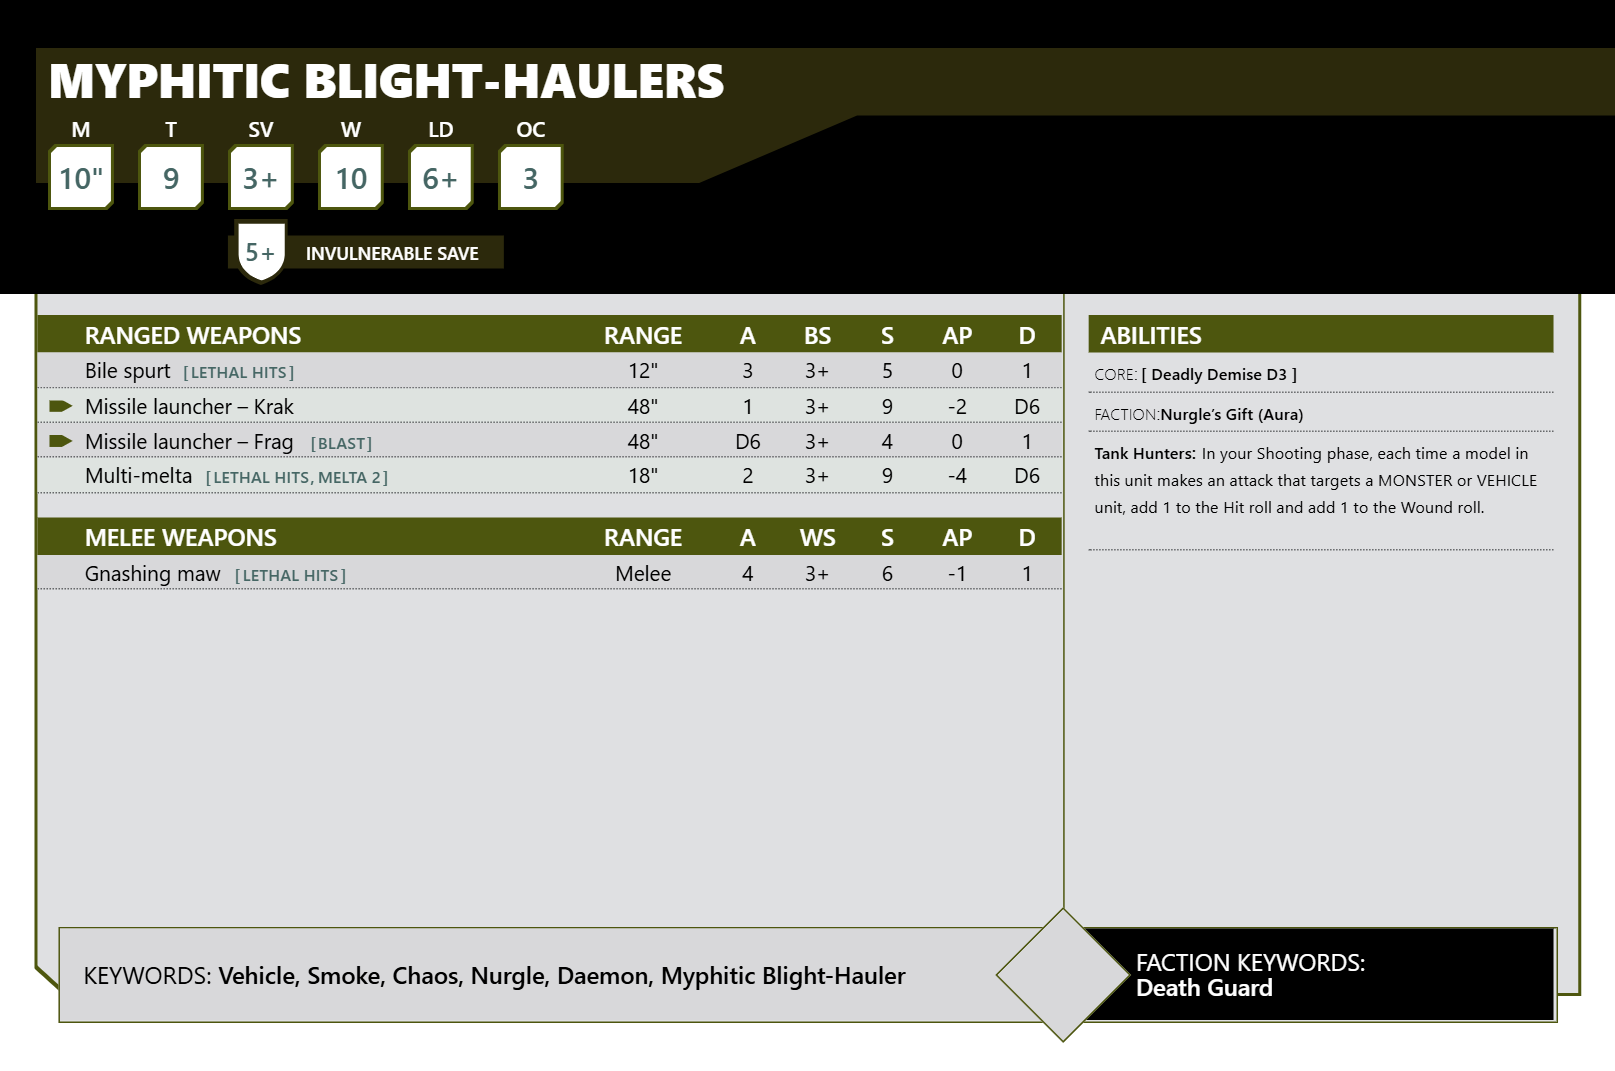 MYPHITIC BLIGHT-HAULERS
M T SV W LD OC
10" 9 3+ 10 6+ 3
5+ INVULNERABLE SAVE
RANGED WEAPONS RANGE A BS S AP D
Bile spurt [LETHAL HITS] 12" 3 3+ 5 0 1
Missile launcher – Krak 48" 1 3+ 9 -2 D6
Missile launcher – Frag [BLAST] 48" D6 3+ 4 0 1
Multi-melta [LETHAL HITS, MELTA 2] 18" 2 3+ 9 -4 D6
MELEE WEAPONS RANGE A WS S AP D
Gnashing maw [LETHAL HITS] Melee 4 3+ 6 -1 1
ABILITIES
CORE: [ Deadly Demise D3 ]
FACTION:Nurgle’s Gift (Aura)
Tank Hunters: In your Shooting phase, each time a model in
this unit makes an attack that targets a MONSTER or VEHICLE
unit, add 1 to the Hit roll and add 1 to the Wound roll.
KEYWORDS: Vehicle, Smoke, Chaos, Nurgle, Daemon, Myphitic Blight-Hauler
FACTION KEYWORDS:
Death Guard